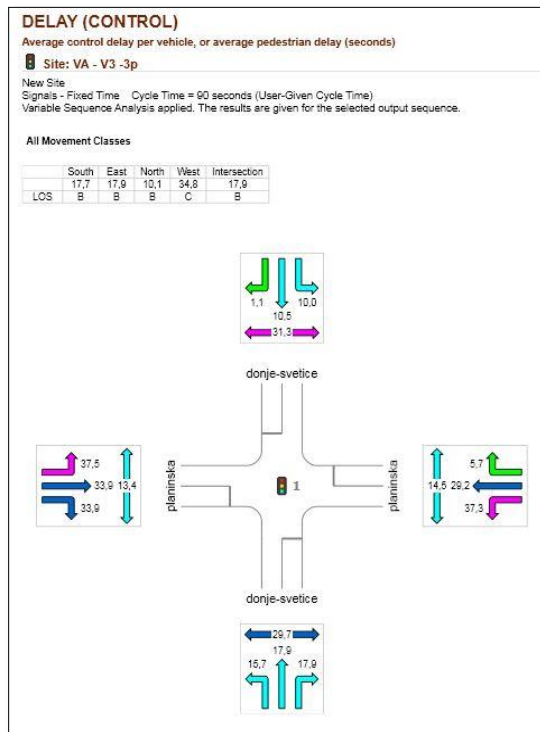 DELAY (CONTROL)
Average control delay per vehicle, or average pedestrian delay (seconds)
Site: VA - V3 -3p
New Site
Signals - Fixed Time Cycle Time = 90 seconds (User-Given Cycle Time)
Variable Sequence Analysis applied. The results are given for the selected output sequence.
All Movement Classes
South East North West Intersection
17,7 17,9 10,1 34,8 17,9
LOS B B B C B
1,1 10,0
10,5
31,3
donje-svetice
37,5
33,9 13,4
33,9
planinska
1
planinska
5,7
14,5 29,2
37,3
donje-svetice
29,7
17,9
15,7 17,9